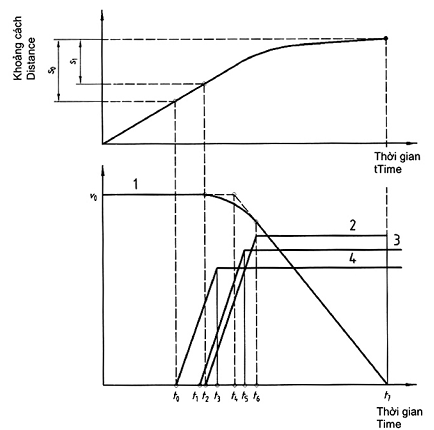 Khoảng cách
Distance
s₀
s₁
Thời gian
tTime
v₀
1
2
3
4
t₀ t₁ t₂ t₃ t₄ t₅ t₆ t₇
Thời gian
Time